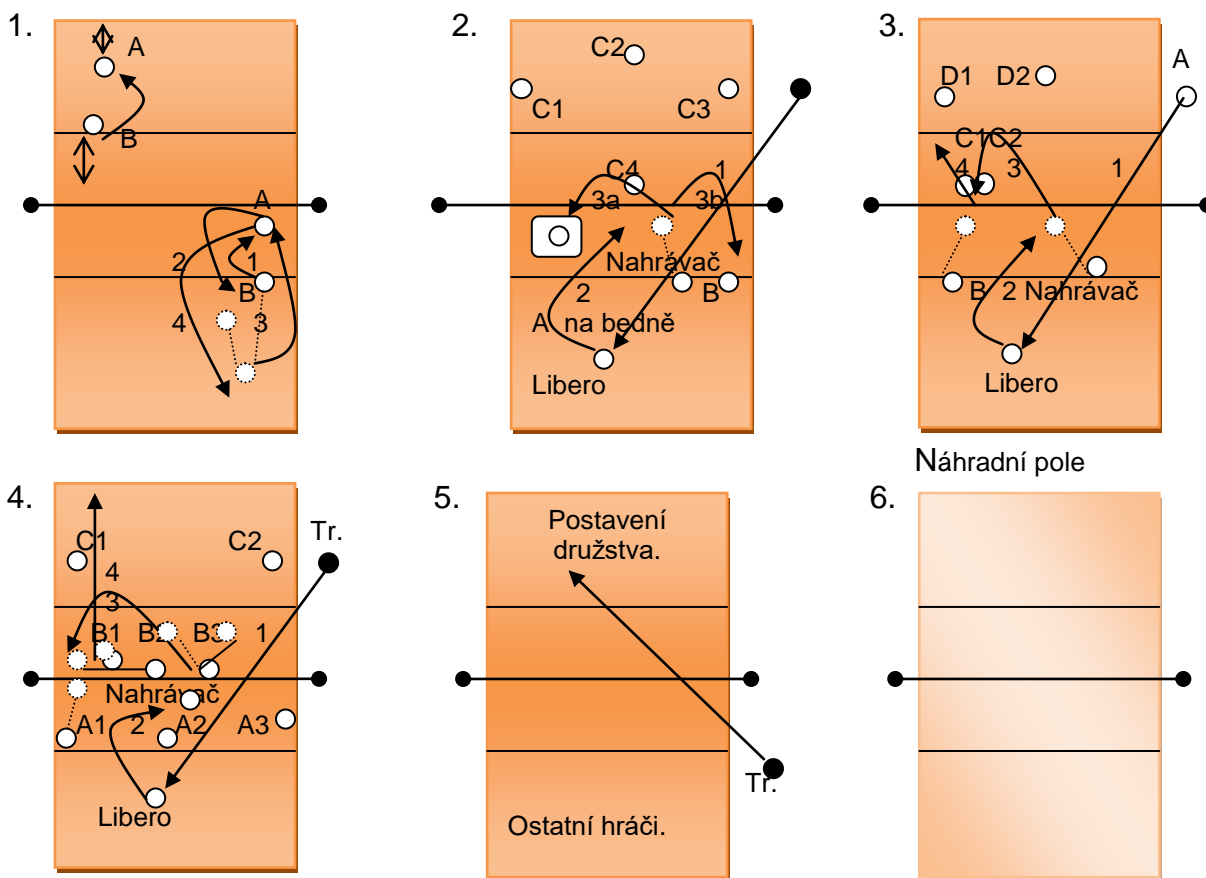 1.
A
B
A
2
1
B
4
3
2.
C2
C1
C3
C4
1
3a
3b
Nahrávač
2
B
A na bedně
Libero
3.
A
D1
D2
C1C2
4
3
1
B
2
Nahrávač
Libero
Náhradní pole
4.
Tr.
C1
C2
4
3
B1
B2
B3
1
Nahrávač
A1
2
A2
A3
Libero
5.
Postavení
družstva.
Tr.
Ostatní hráči.
6.